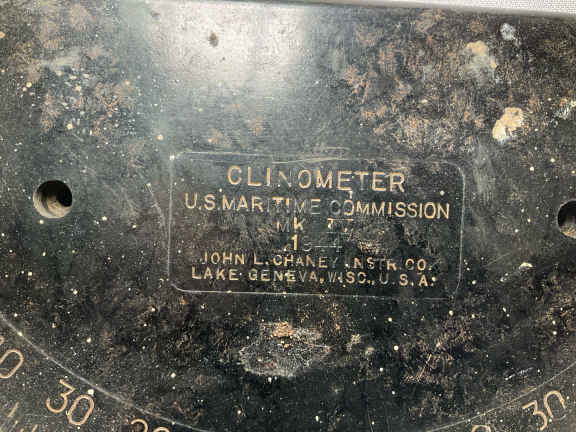 CLINOMETER
U.S. MARITIME COMMISSION
MK
JOHN L. CHANEY INSTR. CO.
LAKE GENEVA, WISC., U.S.A.
30 30